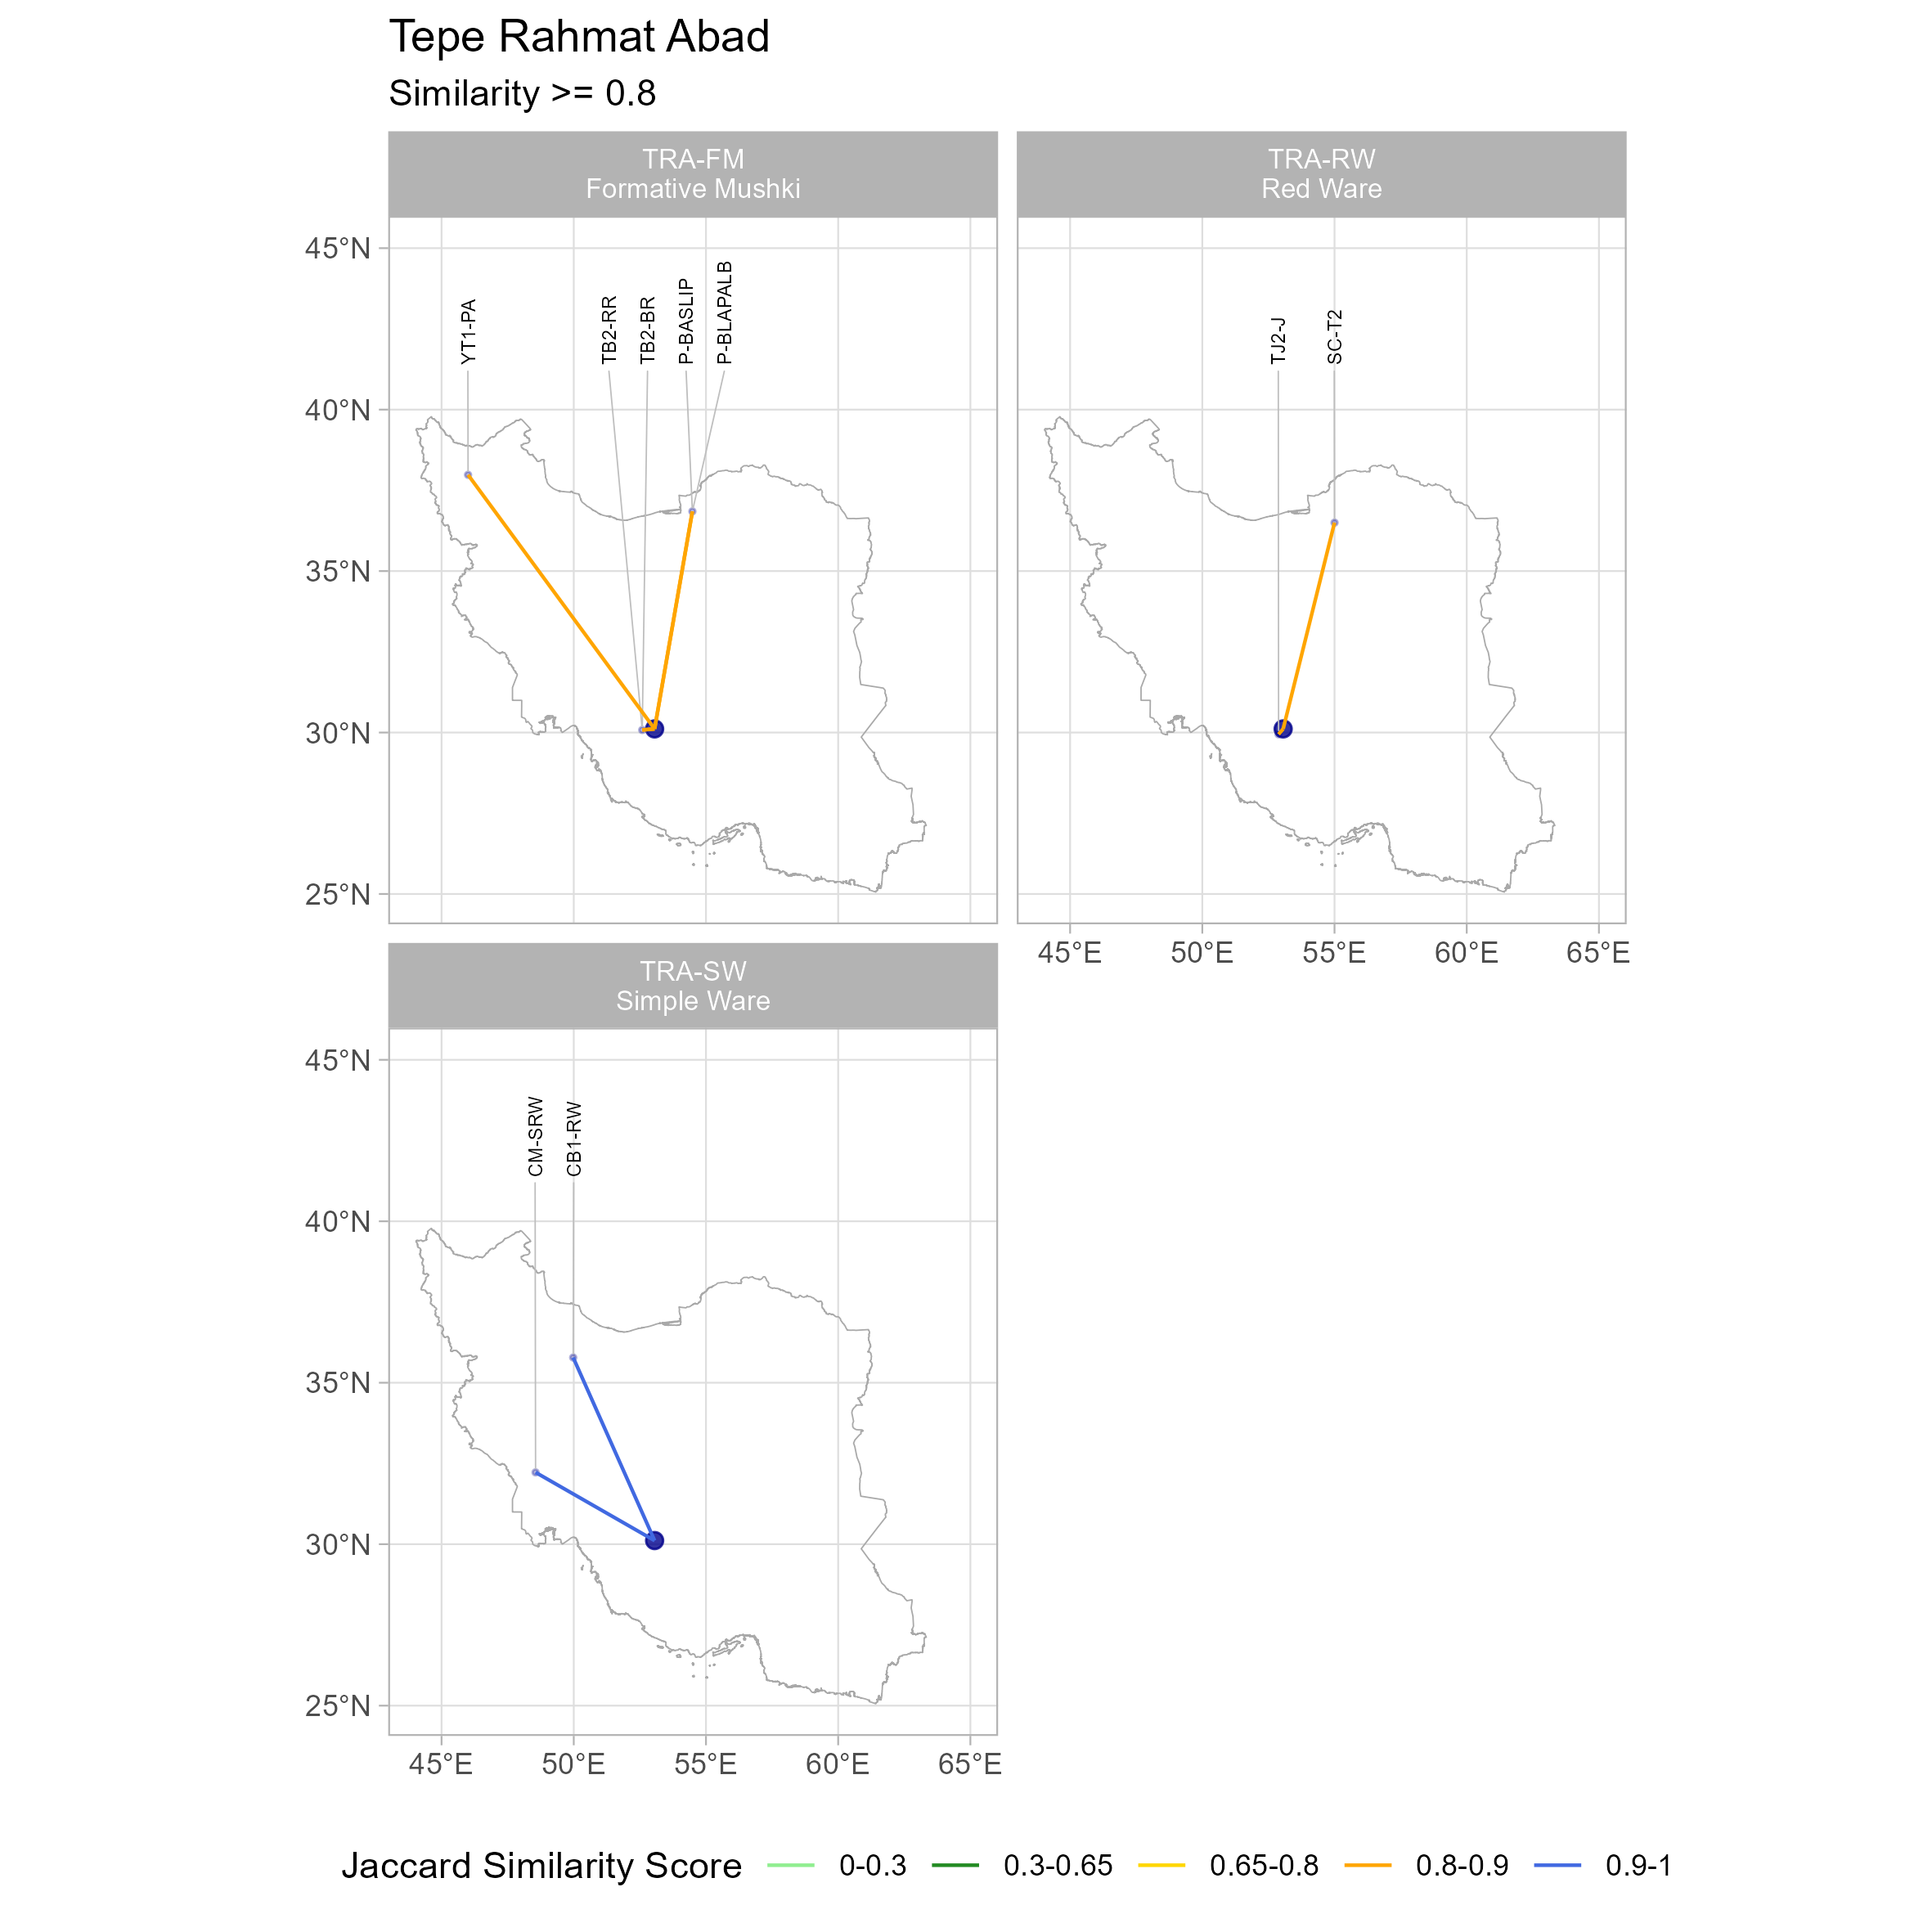 Tepe Rahmat Abad
Similarity >= 0.8
TRA-FM
Formative Mushki
TRA-RW
Red Ware
45°N
40°N
35°N
30°N
25°N
YT1-PA
TB2-RR
TB2-BR
P-BASLIP
P-BLAPALB
TJ2-J
SC-T2
45°E
50°E
55°E
60°E
65°E
TRA-SW
Simple Ware
45°N
40°N
35°N
30°N
25°N
CM-SRW
CB1-RW
45°E
50°E
55°E
60°E
65°E
Jaccard Similarity Score 0-0.3 0.3-0.65 0.65-0.8 0.8-0.9 0.9-1